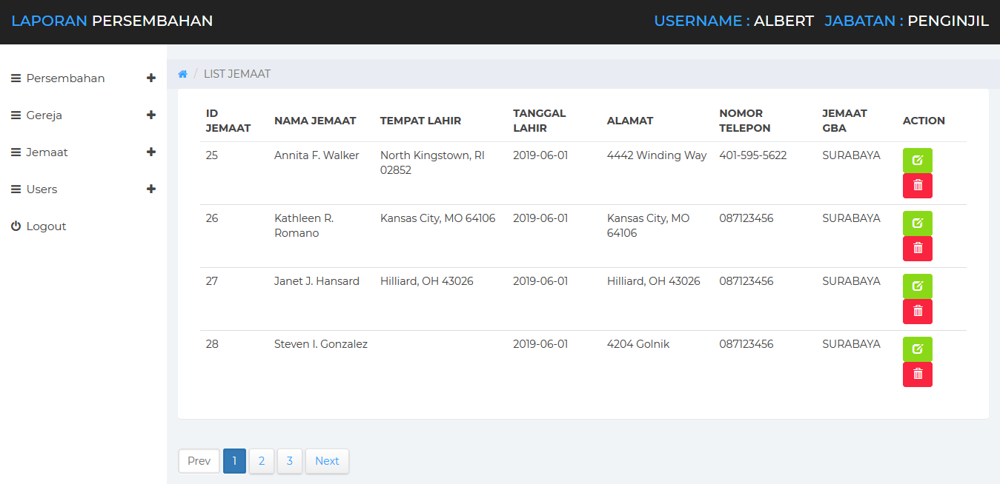 LAPORAN PERSEMBAHAN
USERNAME : ALBERT JABATAN : PENGINJIL
Persembahan
Gereja
Jemaat
Users
Logout
/ LIST JEMAAT
ID JEMAAT
NAMA JEMAAT
TEMPAT LAHIR
TANGGAL LAHIR
ALAMAT
NOMOR TELEPON
JEMAAT GBA
ACTION
25 Annita F. Walker North Kingstown, RI 2019-06-01 4442 Winding Way 401-595-5622 SURABAYA
02852
26 Kathleen R. Kansas City, MO 64106 2019-06-01 Kansas City, MO 087123456 SURABAYA
Romano 64106
27 Janet J. Hansard Hilliard, OH 43026 2019-06-01 Hilliard, OH 43026 087123456 SURABAYA
28 Steven I. Gonzalez 2019-06-01 4204 Golnik 087123456 SURABAYA
Prev 1 2 3 Next